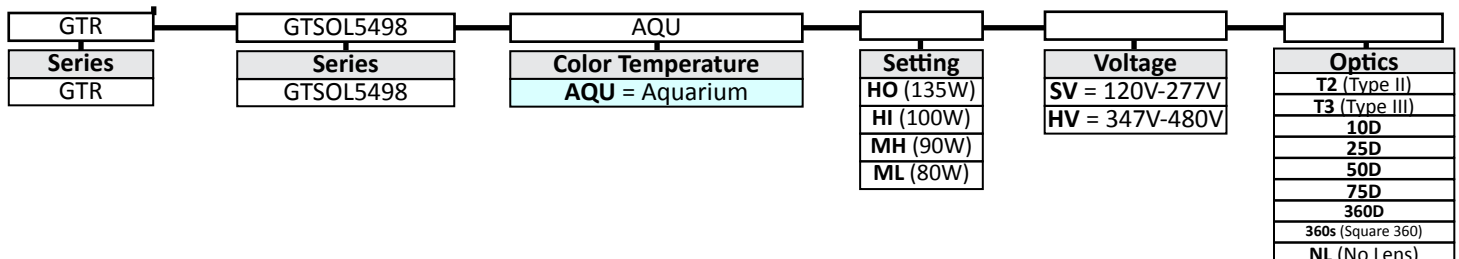 GTR GTSOL5498 AQU
Series Series Color Temperature Setting Voltage Optics
GTR GTSOL5498 AQU = Aquarium HO (135W) SV = 120V-277V T2 (Type II)
HI (100W) HV = 347V-480V T3 (Type III)
MH (90W) 10D
ML (80W) 25D
50D
75D
360D
360s (Square 360)
NL (No Lens)